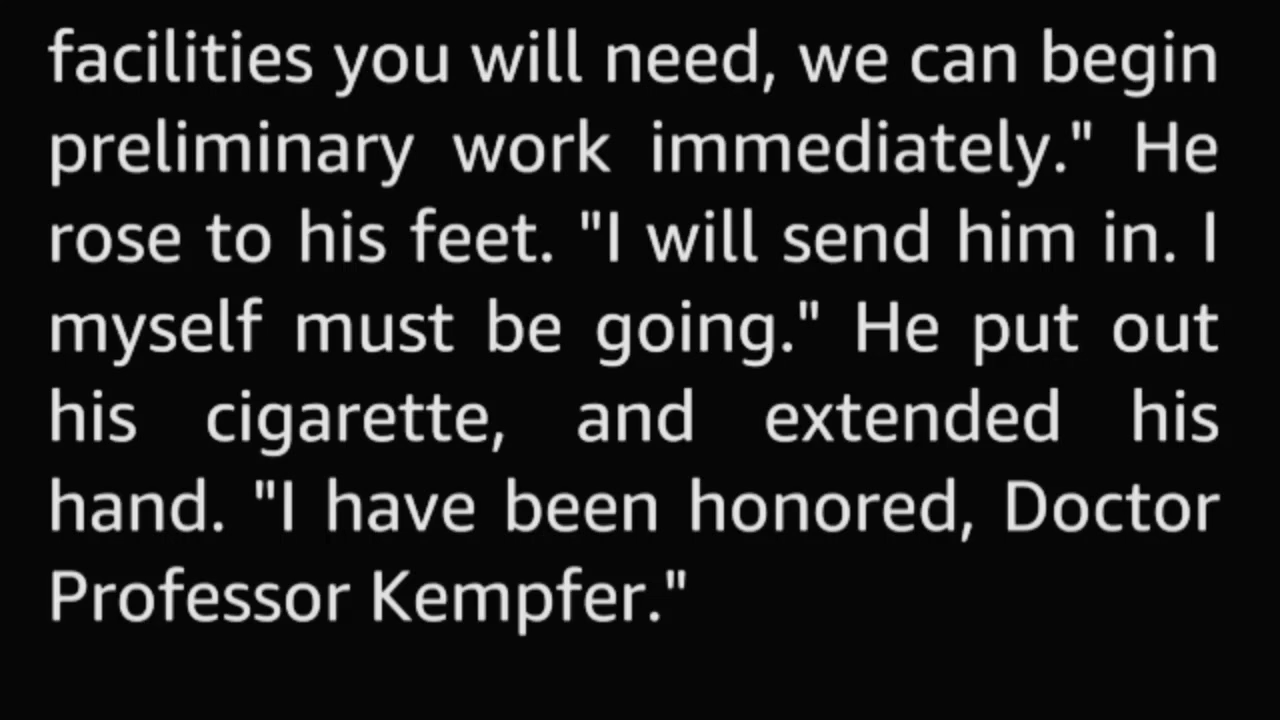 facilities you will need, we can begin
preliminary work immediately." He
rose to his feet. "I will send him in. I
myself must be going." He put out
his cigarette, and extended his
hand. "I have been honored, Doctor
Professor Kempfer."